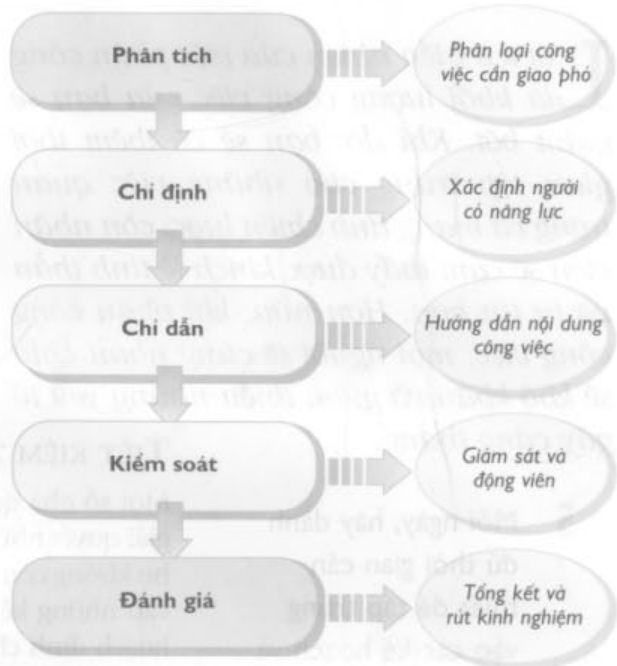 Phân tích
Phân loại công
việc cần giao phó
Chỉ định
Xác định người
có năng lực
Chỉ dẫn
Hướng dẫn nội dung
công việc
Kiểm soát
Giám sát và
động viên
Đánh giá
Tổng kết và
rút kinh nghiệm